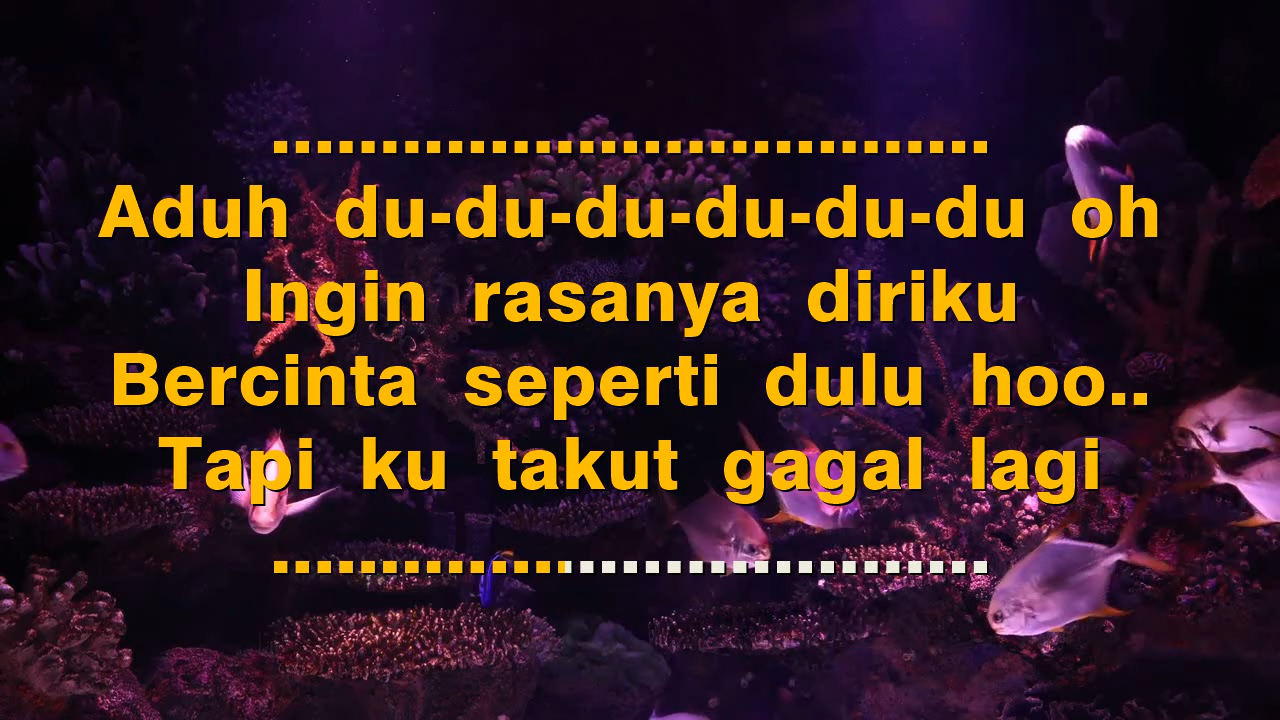 .................................
Aduh du-du-du-du-du-du oh
Ingin rasanya diriku
Bercinta seperti dulu hoo..
Tapi ku takut gagal lagi
.................................